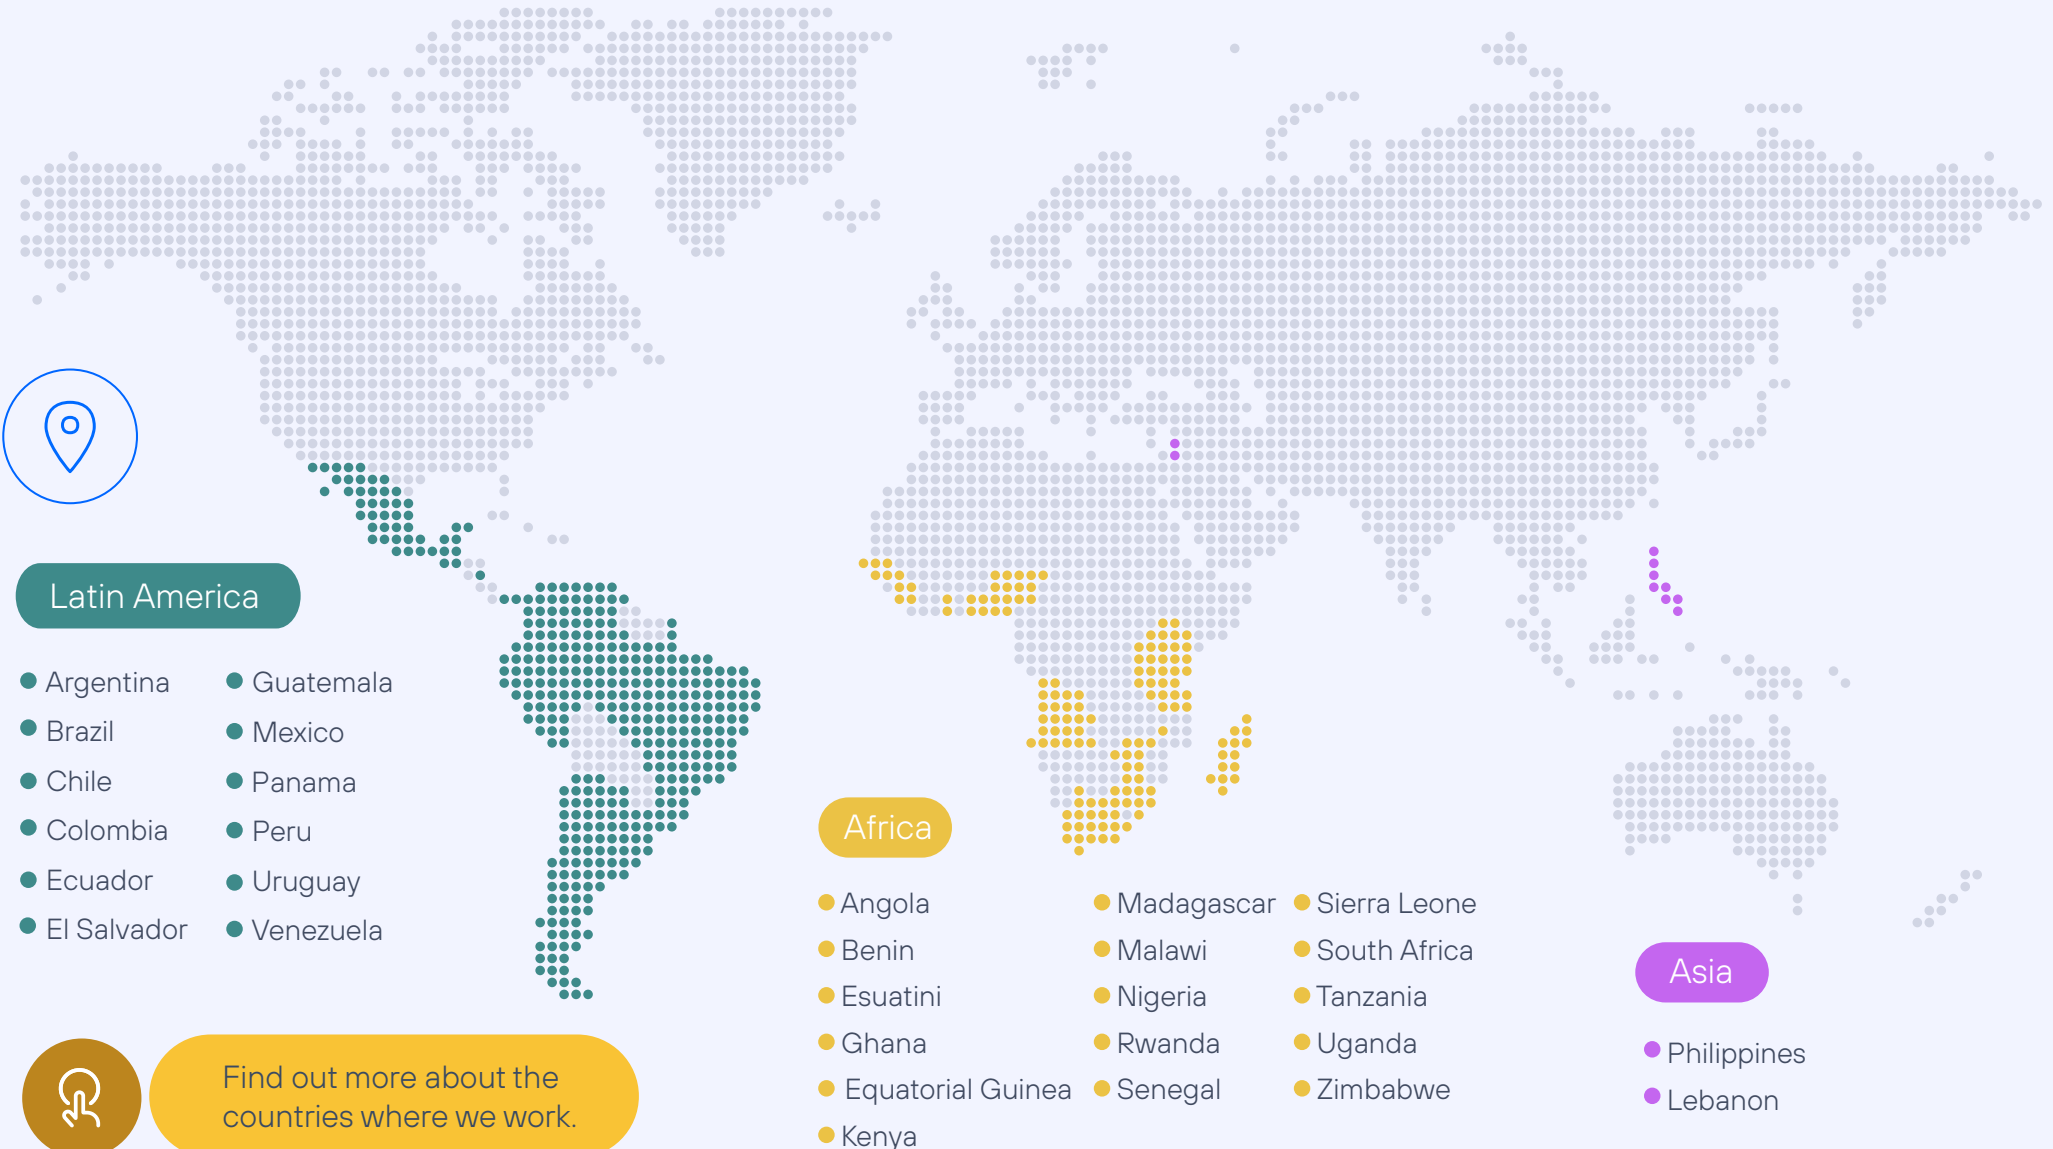 Latin America
Argentina
Brazil
Chile
Colombia
Ecuador
El Salvador
Guatemala
Mexico
Panama
Peru
Uruguay
Venezuela
Find out more about the
countries where we work.
Africa
Angola
Benin
Esuatini
Ghana
Equatorial Guinea
Kenya
Madagascar
Malawi
Nigeria
Rwanda
Senegal
Sierra Leone
South Africa
Tanzania
Uganda
Zimbabwe
Asia
Philippines
Lebanon